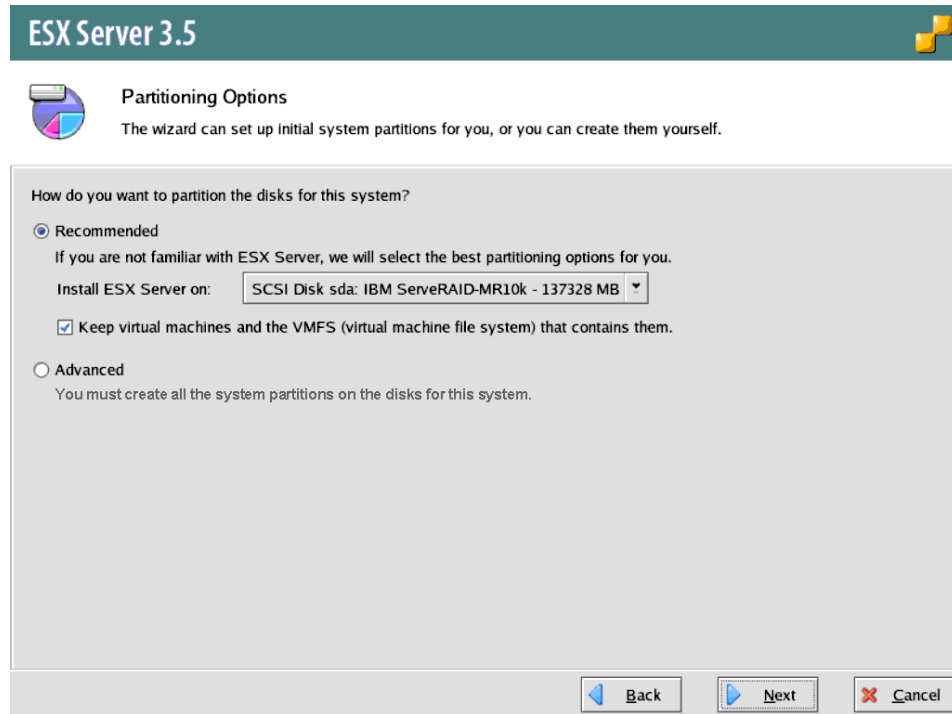 ESX Server 3.5
Partitioning Options
The wizard can set up initial system partitions for you, or you can create them yourself.
How do you want to partition the disks for this system?
Recommended
If you are not familiar with ESX Server, we will select the best partitioning options for you.
Install ESX Server on: SCSI Disk sda: IBM ServeRAID-MR10k - 137328 MB
Keep virtual machines and the VMFS (virtual machine file system) that contains them.
Advanced
You must create all the system partitions on the disks for this system.
Back Next Cancel